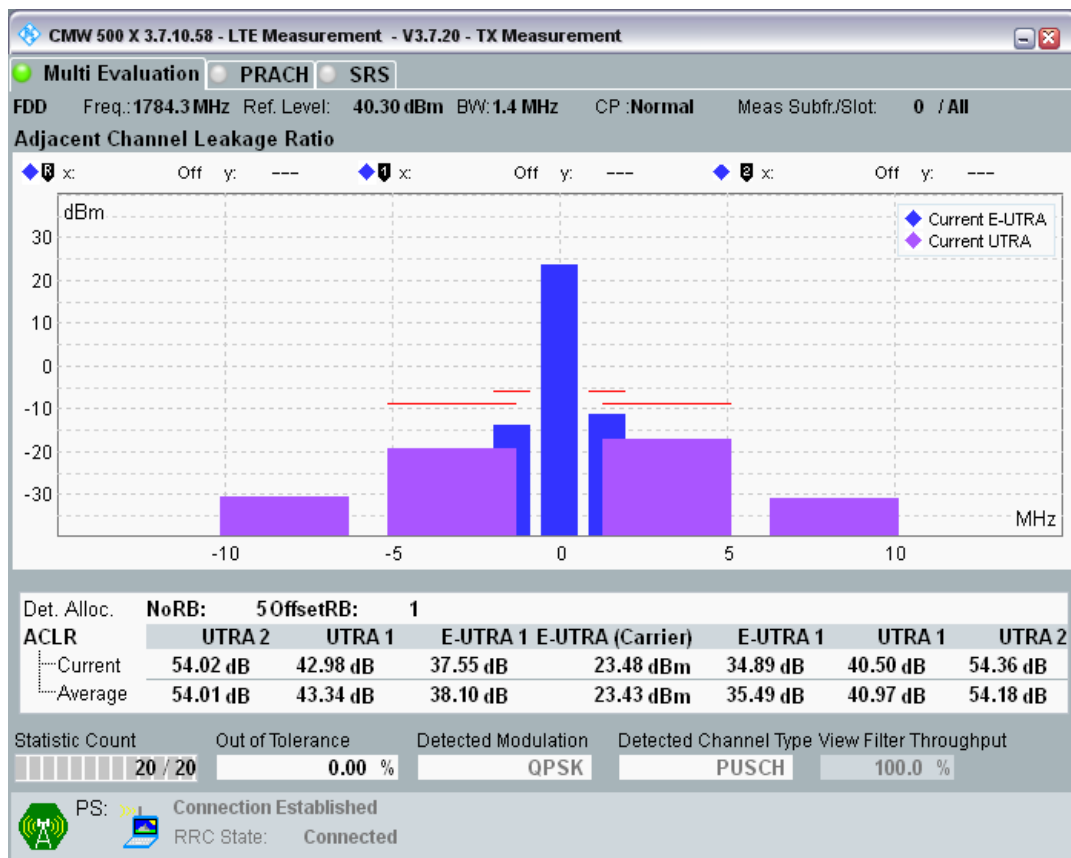 CMW 500 X 3.7.10.58 - LTE Measurement - V3.7.20 - TX Measurement
Multi Evaluation PRACH SRS
FDD Freq.:1784.3 MHz Ref. Level: 40.30 dBm BW:1.4 MHz CP :Normal Meas Subfr./Slot: 0 / All
Adjacent Channel Leakage Ratio
R x: Off y: --- 1 x: Off y: --- 2 x: Off y: ---
dBm
Current E-UTRA
Current UTRA
30
20
10
0
-10
-20
-30
MHz
-10 -5 0 5 10
Det. Alloc. NoRB: 5 OffsetRB: 1
ACLR UTRA 2 UTRA 1 E-UTRA 1 E-UTRA (Carrier) E-UTRA 1 UTRA 1 UTRA 2
Current 54.02 dB 42.98 dB 37.55 dB 23.48 dBm 34.89 dB 40.50 dB 54.36 dB
Average 54.01 dB 43.34 dB 38.10 dB 23.43 dBm 35.49 dB 40.97 dB 54.18 dB
Statistic Count Out of Tolerance Detected Modulation Detected Channel Type View Filter Throughput
20 / 20 0.00 % QPSK PUSCH 100.0 %
PS: Connection Established
RRC State: Connected